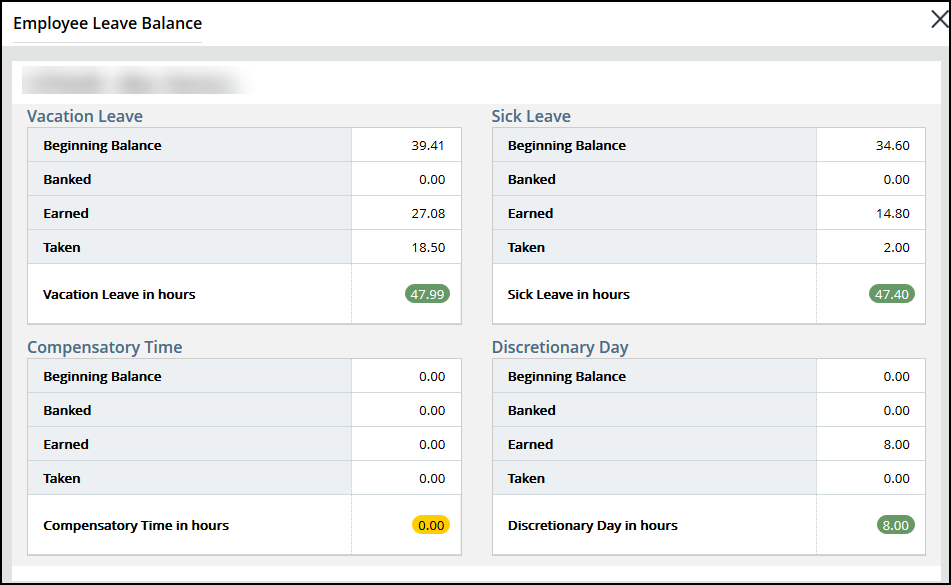 Employee Leave Balance
Vacation Leave
Beginning Balance 39.41
Banked 0.00
Earned 27.08
Taken 18.50
Vacation Leave in hours 47.99
Sick Leave
Beginning Balance 34.60
Banked 0.00
Earned 14.80
Taken 2.00
Sick Leave in hours 47.40
Compensatory Time
Beginning Balance 0.00
Banked 0.00
Earned 0.00
Taken 0.00
Compensatory Time in hours 0.00
Discretionary Day
Beginning Balance 0.00
Banked 0.00
Earned 8.00
Taken 0.00
Discretionary Day in hours 8.00